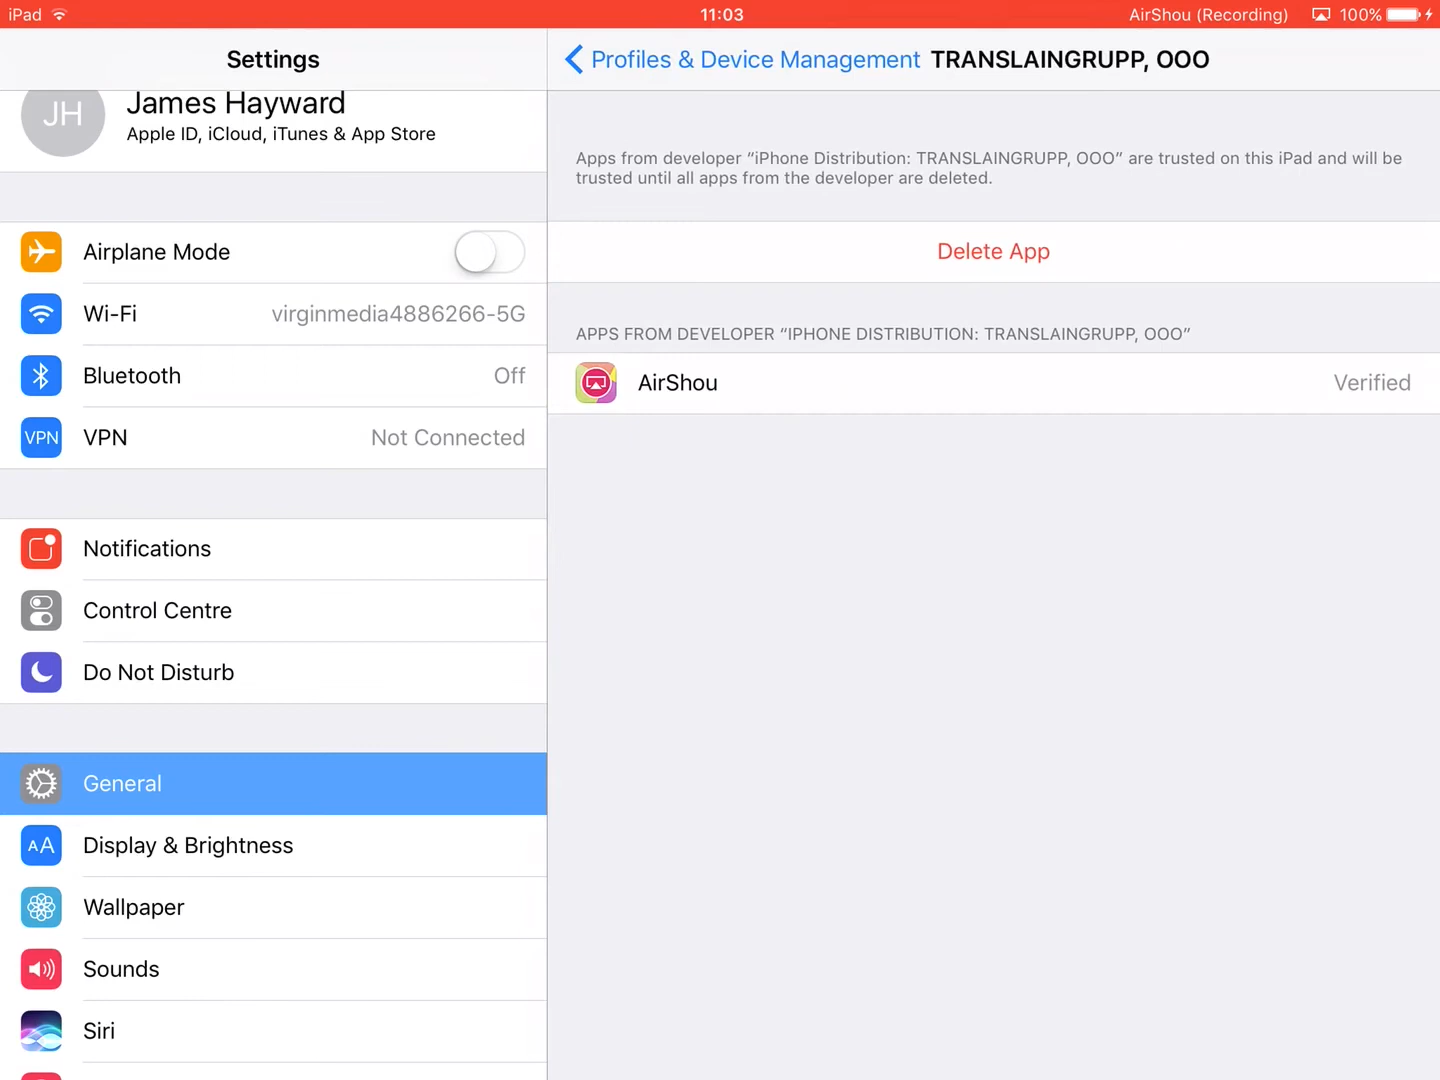 iPad
11:03
AirShou (Recording)
100%
Settings
Profiles & Device Management
TRANSLAINGRUPP, OOO
JH
James Hayward
Apple ID, iCloud, iTunes & App Store
Apps from developer “iPhone Distribution: TRANSLAINGRUPP, OOO” are trusted on this iPad and will be
trusted until all apps from the developer are deleted.
Airplane Mode
Delete App
Wi-Fi
virginmedia4886266-5G
APPS FROM DEVELOPER “IPHONE DISTRIBUTION: TRANSLAINGRUPP, OOO”
Bluetooth
Off
AirShou
Verified
VPN
VPN
Not Connected
Notifications
Control Centre
Do Not Disturb
General
AA
Display & Brightness
Wallpaper
Sounds
Siri